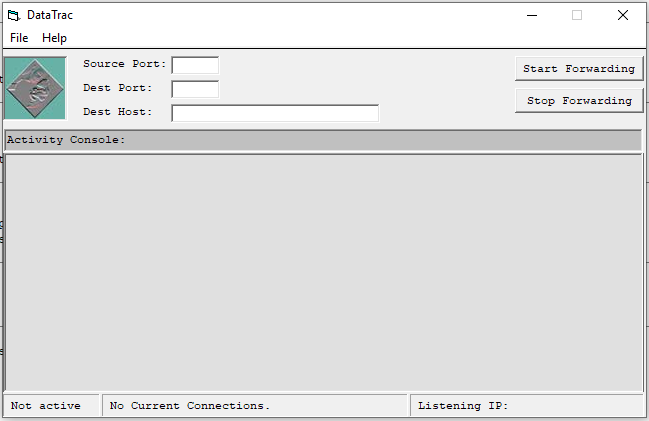 DataTrac
File Help
Source Port:
Start Forwarding
Dest Port:
Stop Forwarding
Dest Host:
Activity Console:
Not active
No Current Connections.
Listening IP: